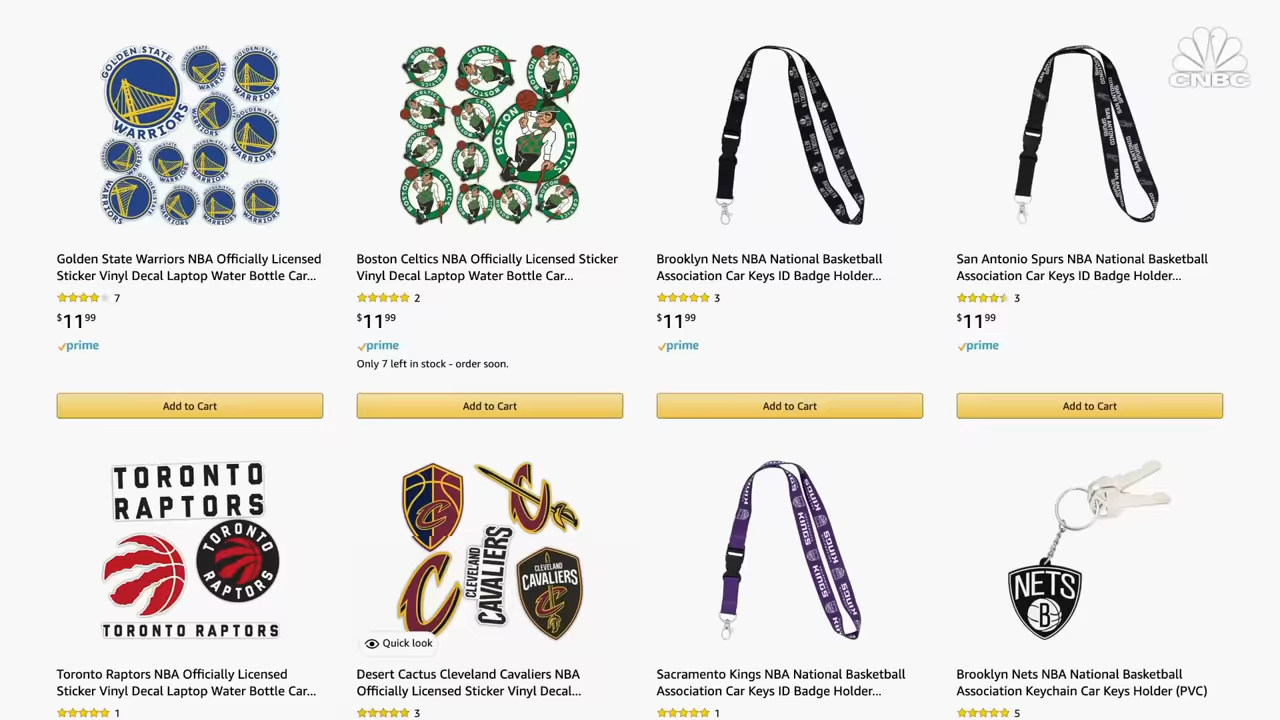 CNBC
GOLDEN STATE
WARRIORS
BOSTON
CELTICS
Golden State Warriors NBA Officially Licensed
Sticker Vinyl Decal Laptop Water Bottle Car...
7
$11 99
prime
Add to Cart
Boston Celtics NBA Officially Licensed Sticker
Vinyl Decal Laptop Water Bottle Car...
2
$11 99
prime
Only 7 left in stock - order soon.
Add to Cart
Brooklyn Nets NBA National Basketball
Association Car Keys ID Badge Holder...
3
$11 99
prime
Add to Cart
SAN ANTONIO
SPURS
San Antonio Spurs NBA National Basketball
Association Car Keys ID Badge Holder...
3
$11 99
prime
Add to Cart
TORONTO
RAPTORS
TORONTO
RAPTORS
TORONTO RAPTORS
Toronto Raptors NBA Officially Licensed
Sticker Vinyl Decal Laptop Water Bottle Car...
1
C
C
CLEVELAND
CAVALIERS
C
CLEVELAND
CAVALIERS
C
Quick look
Desert Cactus Cleveland Cavaliers NBA
Officially Licensed Sticker Vinyl Decal...
3
KINGS
KINGS
KINGS
Sacramento Kings NBA National Basketball
Association Car Keys ID Badge Holder...
1
NETS
B
Brooklyn Nets NBA National Basketball
Association Keychain Car Keys Holder (PVC)
5